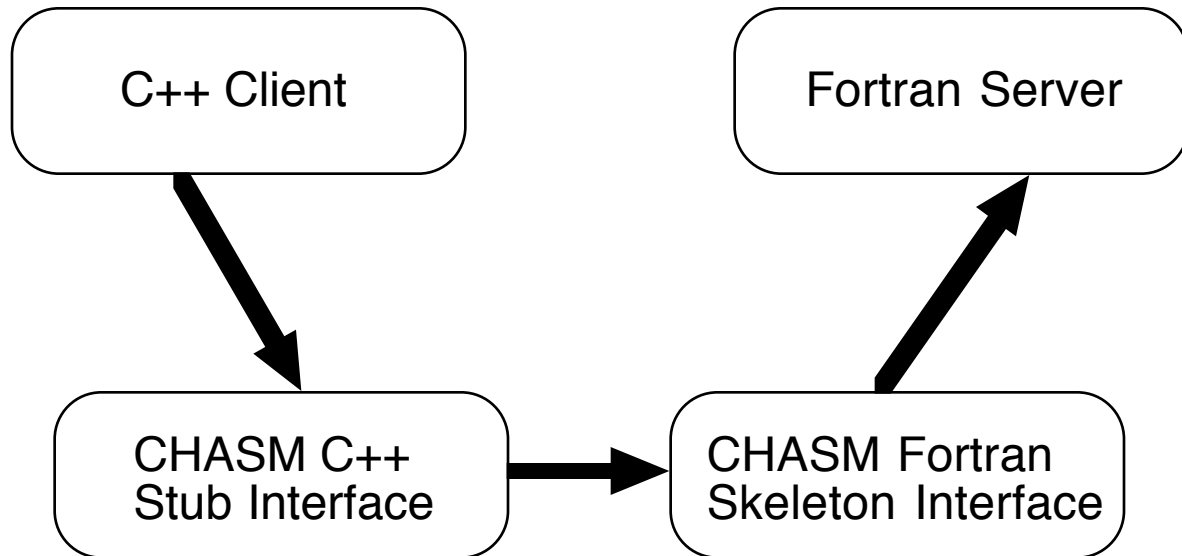 C++ Client
Fortran Server
CHASM C++
Stub Interface
CHASM Fortran
Skeleton Interface